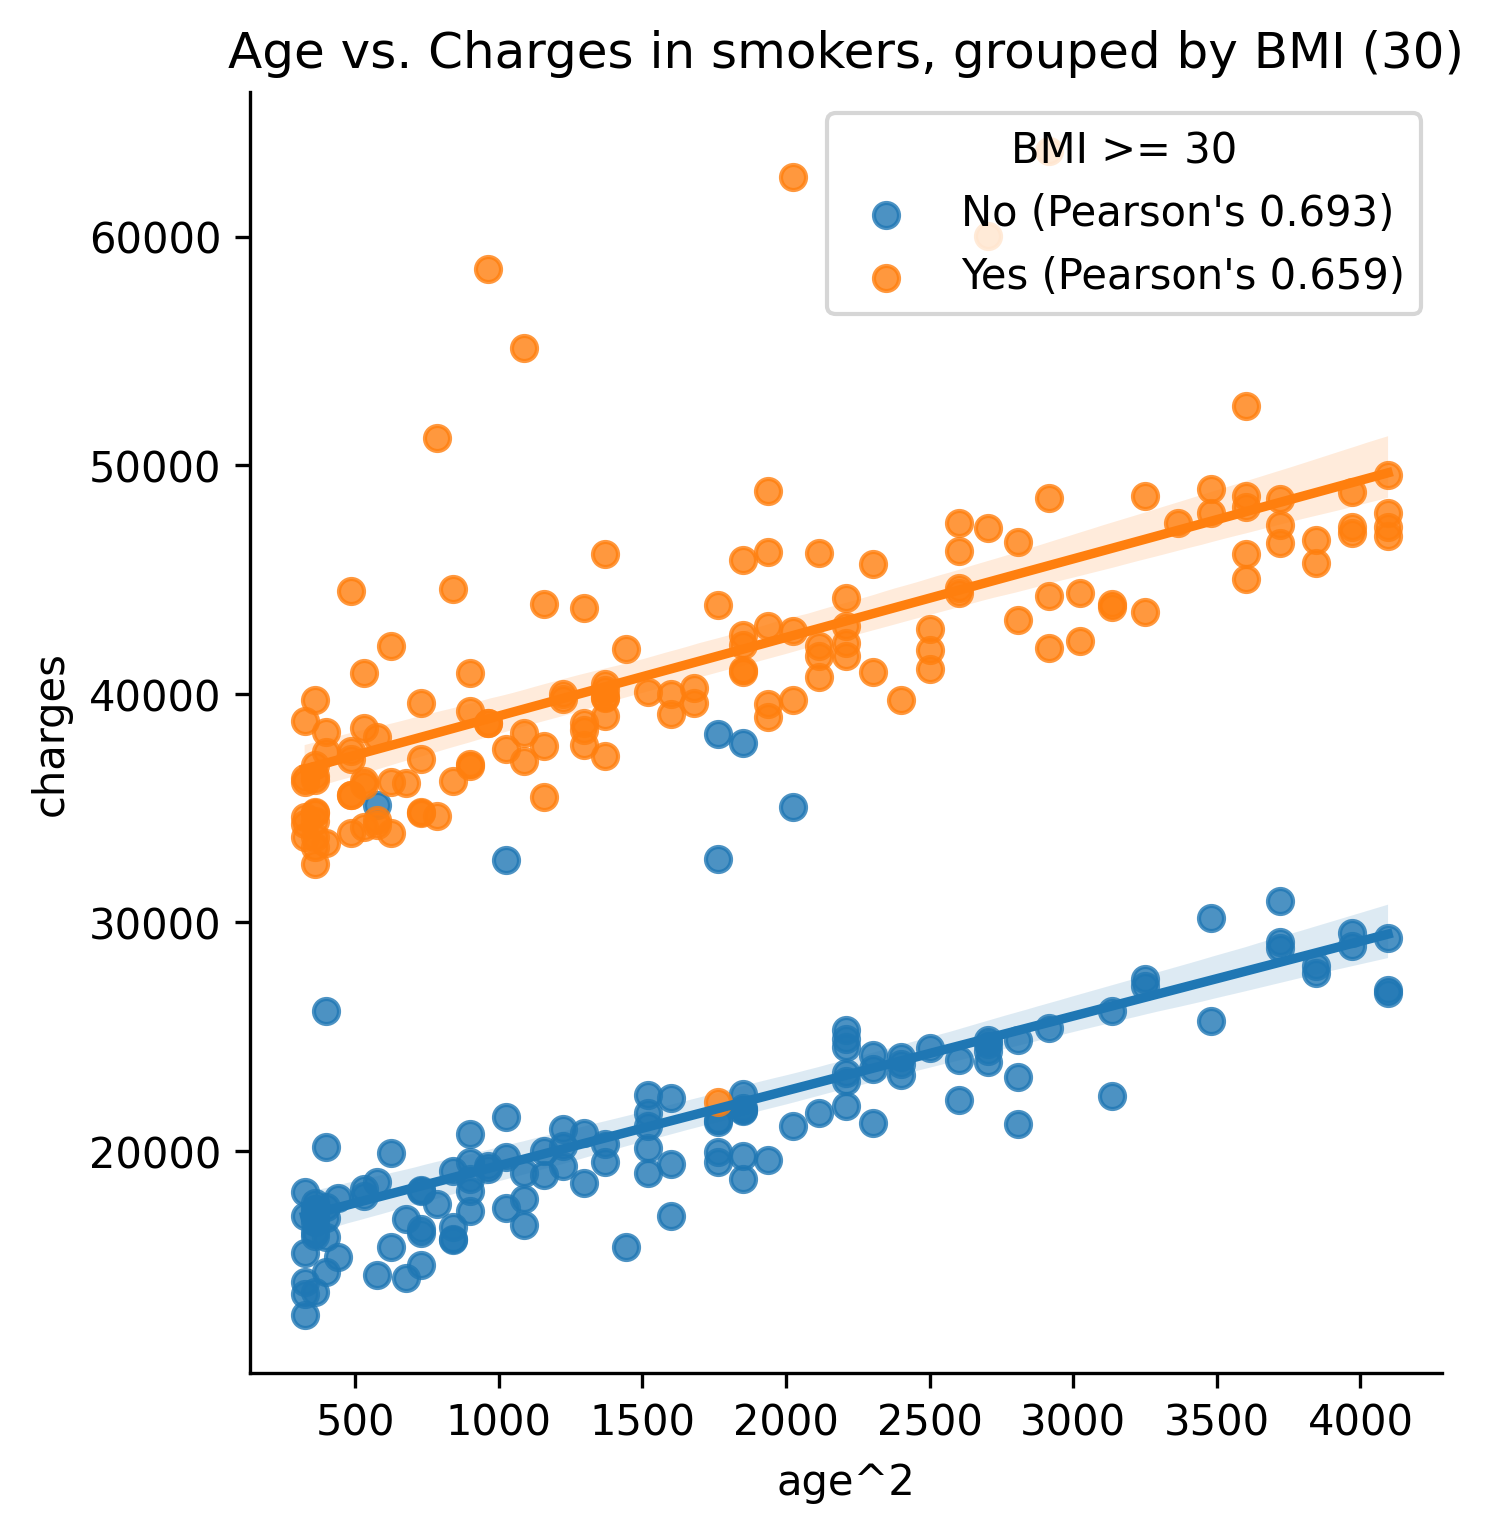 Age vs. Charges in smokers, grouped by BMI (30)
BMI >= 30
No (Pearson's 0.693)
Yes (Pearson's 0.659)
60000
50000
40000
30000
20000
charges
500 1000 1500 2000 2500 3000 3500 4000
age^2